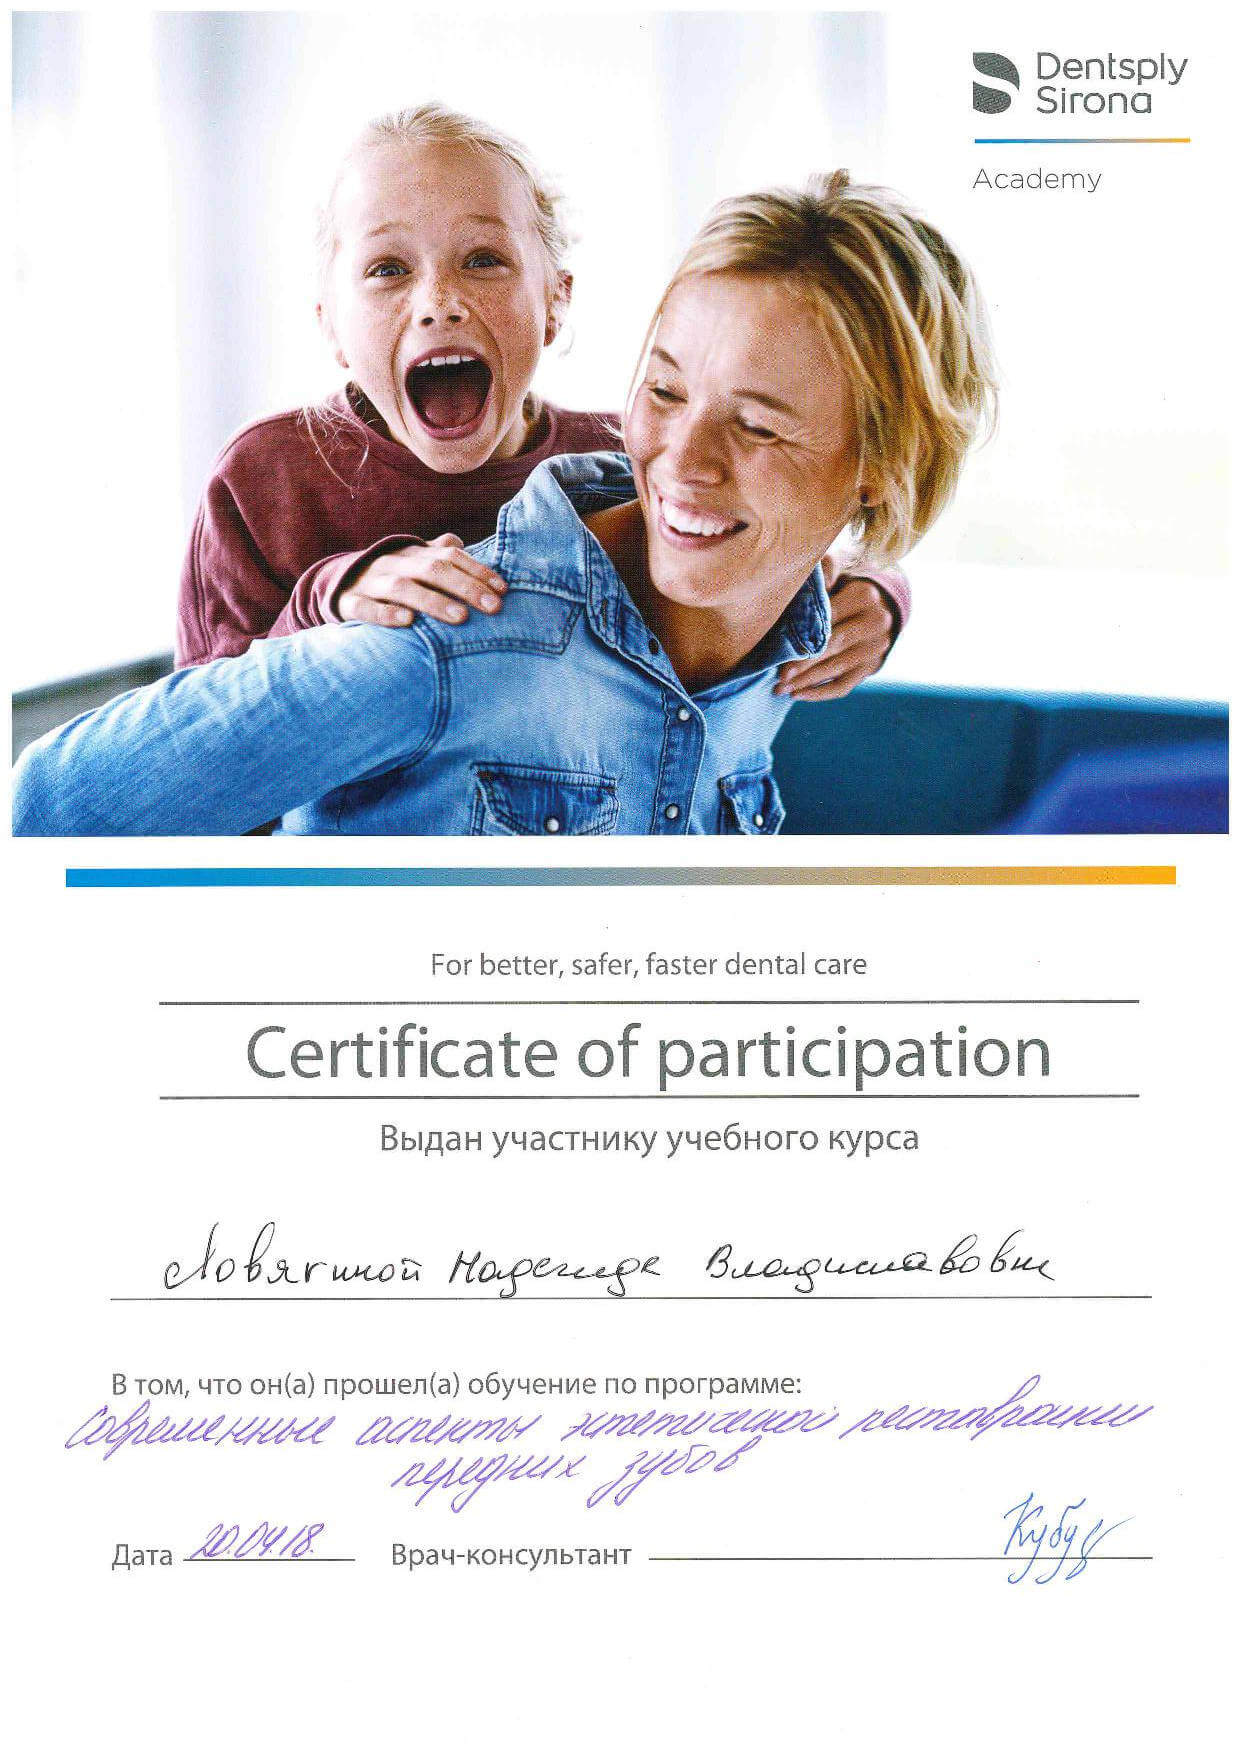 Dentsply
Sirona
Academy
For better, safer, faster dental care
Certificate of participation
Выдан участнику учебного курса
Ловягиной Надежде Владиславовне
В том, что он(а) прошел(а) обучение по программе:
Современные аспекты эстетической реставрации
передних зубов
Дата 20.04.18. Врач-консультант